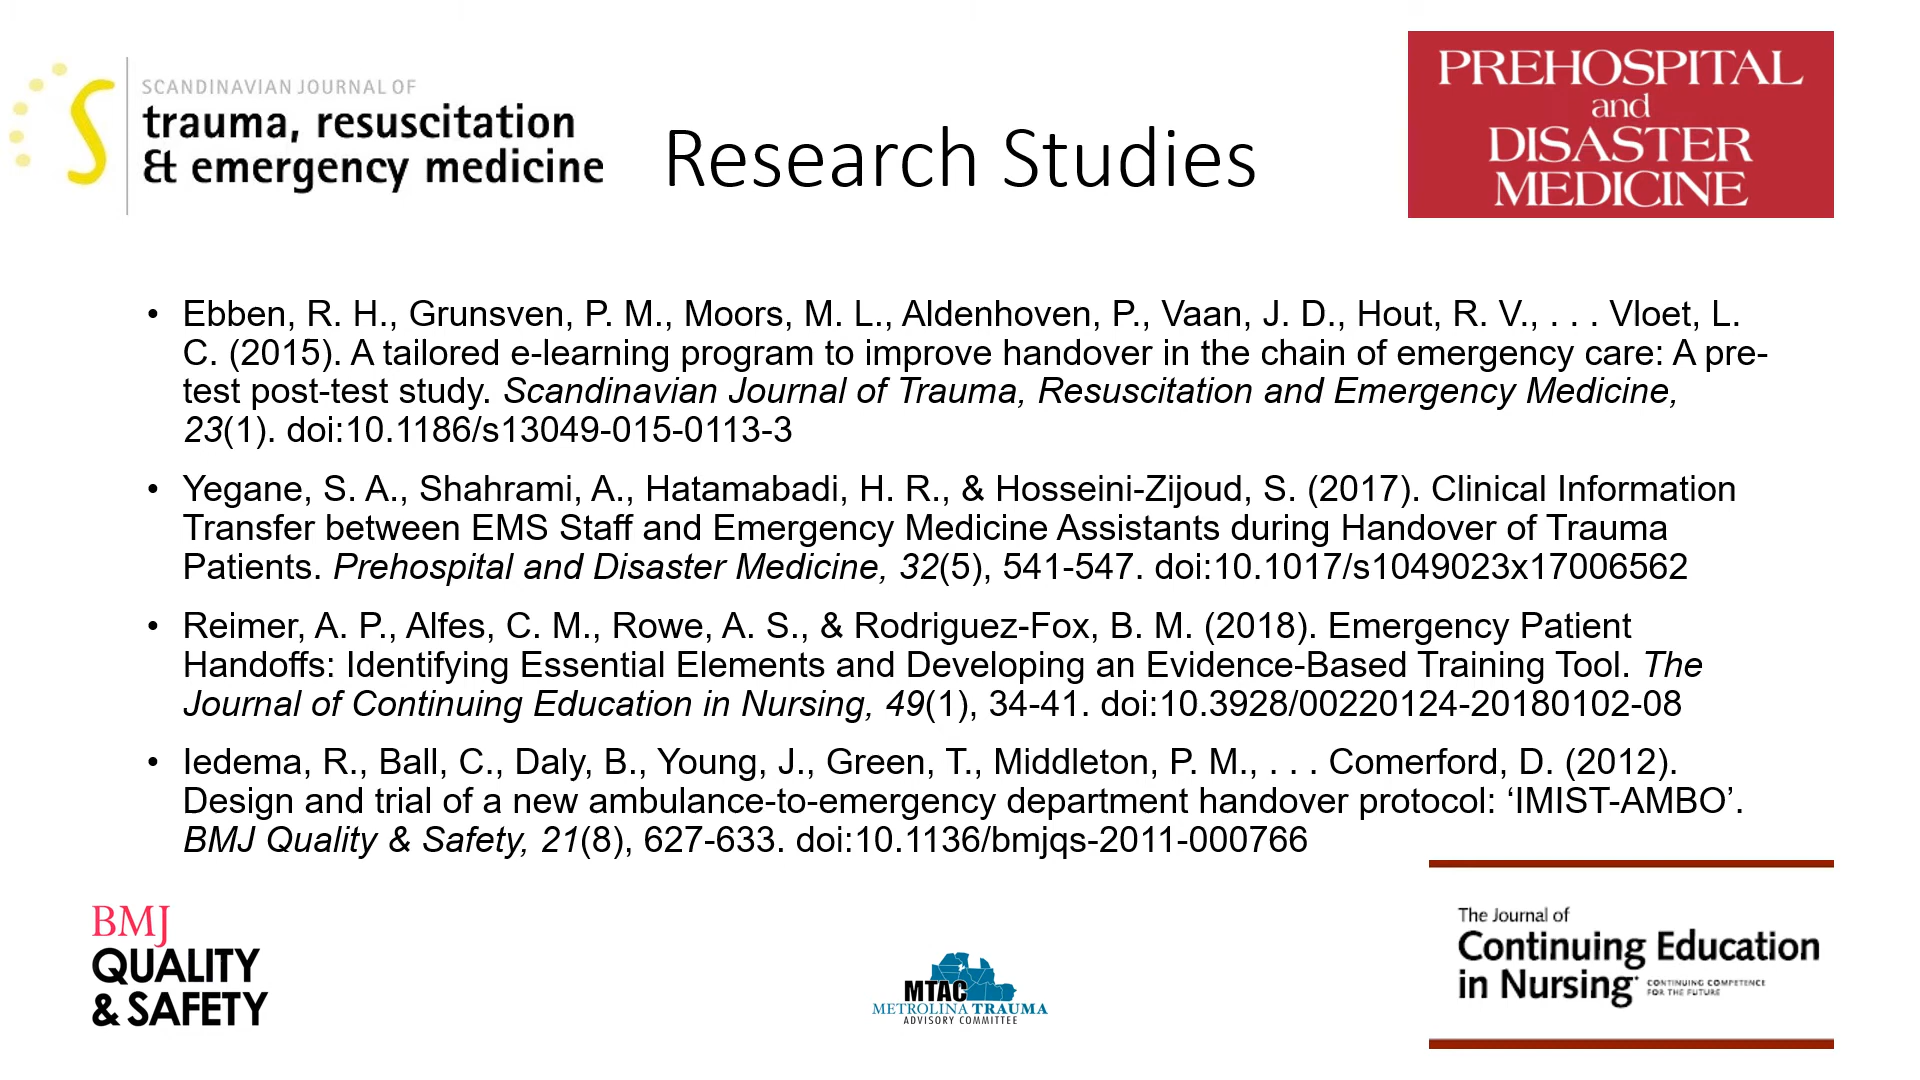 SCANDINAVIAN JOURNAL OF
trauma, resuscitation
& emergency medicine
Research Studies
PREHOSPITAL
and
DISASTER
MEDICINE
• Ebben, R. H., Grunsven, P. M., Moors, M. L., Aldenhoven, P., Vaan, J. D., Hout, R. V., . . . Vloet, L.
C. (2015). A tailored e-learning program to improve handover in the chain of emergency care: A pre-
test post-test study. Scandinavian Journal of Trauma, Resuscitation and Emergency Medicine,
23(1). doi:10.1186/s13049-015-0113-3
• Yegane, S. A., Shahrami, A., Hatamabadi, H. R., & Hosseini-Zijoud, S. (2017). Clinical Information
Transfer between EMS Staff and Emergency Medicine Assistants during Handover of Trauma
Patients. Prehospital and Disaster Medicine, 32(5), 541-547. doi:10.1017/s1049023x17006562
• Reimer, A. P., Alfes, C. M., Rowe, A. S., & Rodriguez-Fox, B. M. (2018). Emergency Patient
Handoffs: Identifying Essential Elements and Developing an Evidence-Based Training Tool. The
Journal of Continuing Education in Nursing, 49(1), 34-41. doi:10.3928/00220124-20180102-08
• Iedema, R., Ball, C., Daly, B., Young, J., Green, T., Middleton, P. M., . . . Comerford, D. (2012).
Design and trial of a new ambulance-to-emergency department handover protocol: ‘IMIST-AMBO’.
BMJ Quality & Safety, 21(8), 627-633. doi:10.1136/bmjqs-2011-000766
BMJ
QUALITY
& SAFETY
MTAC
METROLINA TRAUMA
ADVISORY COMMITTEE
The Journal of
Continuing Education
in Nursing
CONTINUING COMPETENCE
FOR THE FUTURE